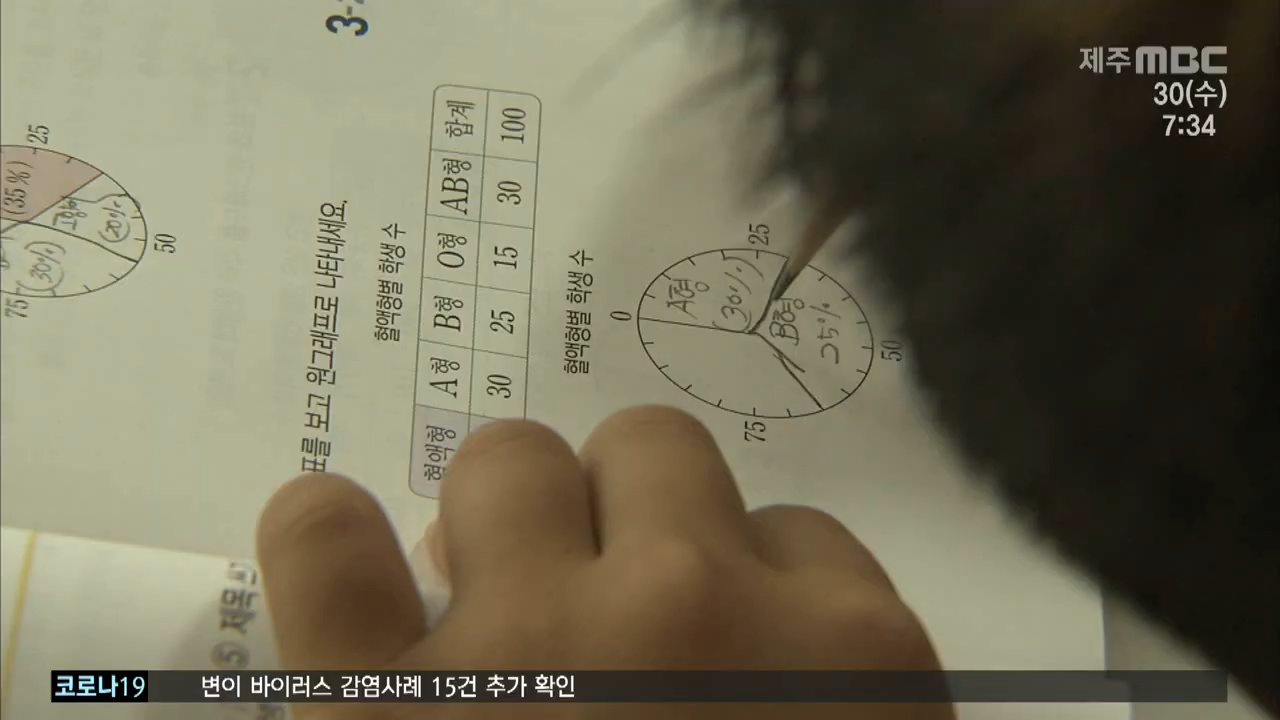 제주MBC
30(수)
7:34
3-
표를 보고 원그래프로 나타내세요.
혈액형별 학생 수
혈액형 A형 B형 O형 AB형 합계
30 25 15 30 100
혈액형별 학생 수
0
25
50
75
A형
(30%)
B형
25%
25
50
75
(35%)
(20%)
(30%)
⑤ 제목
코로나19 변이 바이러스 감염사례 15건 추가 확인